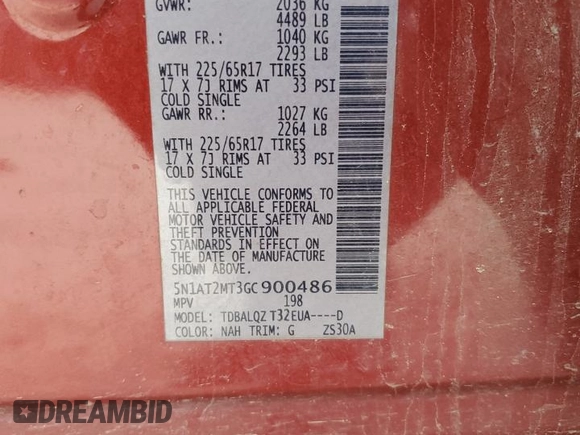 GVWR: 2036 KG
4489 LB
GAWR FR.: 1040 KG
2293 LB
WITH 225/65R17 TIRES
17 X 7J RIMS AT 33 PSI
COLD SINGLE
GAWR RR.: 1027 KG
2264 LB
WITH 225/65R17 TIRES
17 X 7J RIMS AT 33 PSI
COLD SINGLE
THIS VEHICLE CONFORMS TO
ALL APPLICABLE FEDERAL
MOTOR VEHICLE SAFETY AND
THEFT PREVENTION
STANDARDS IN EFFECT ON
THE DATE OF MANUFACTURE
SHOWN ABOVE.
5N1AT2MT3GC900486
MPV 198
MODEL: TDBALQZ T32EUA----D
COLOR: NAH TRIM: G ZS30A
DREAMBID